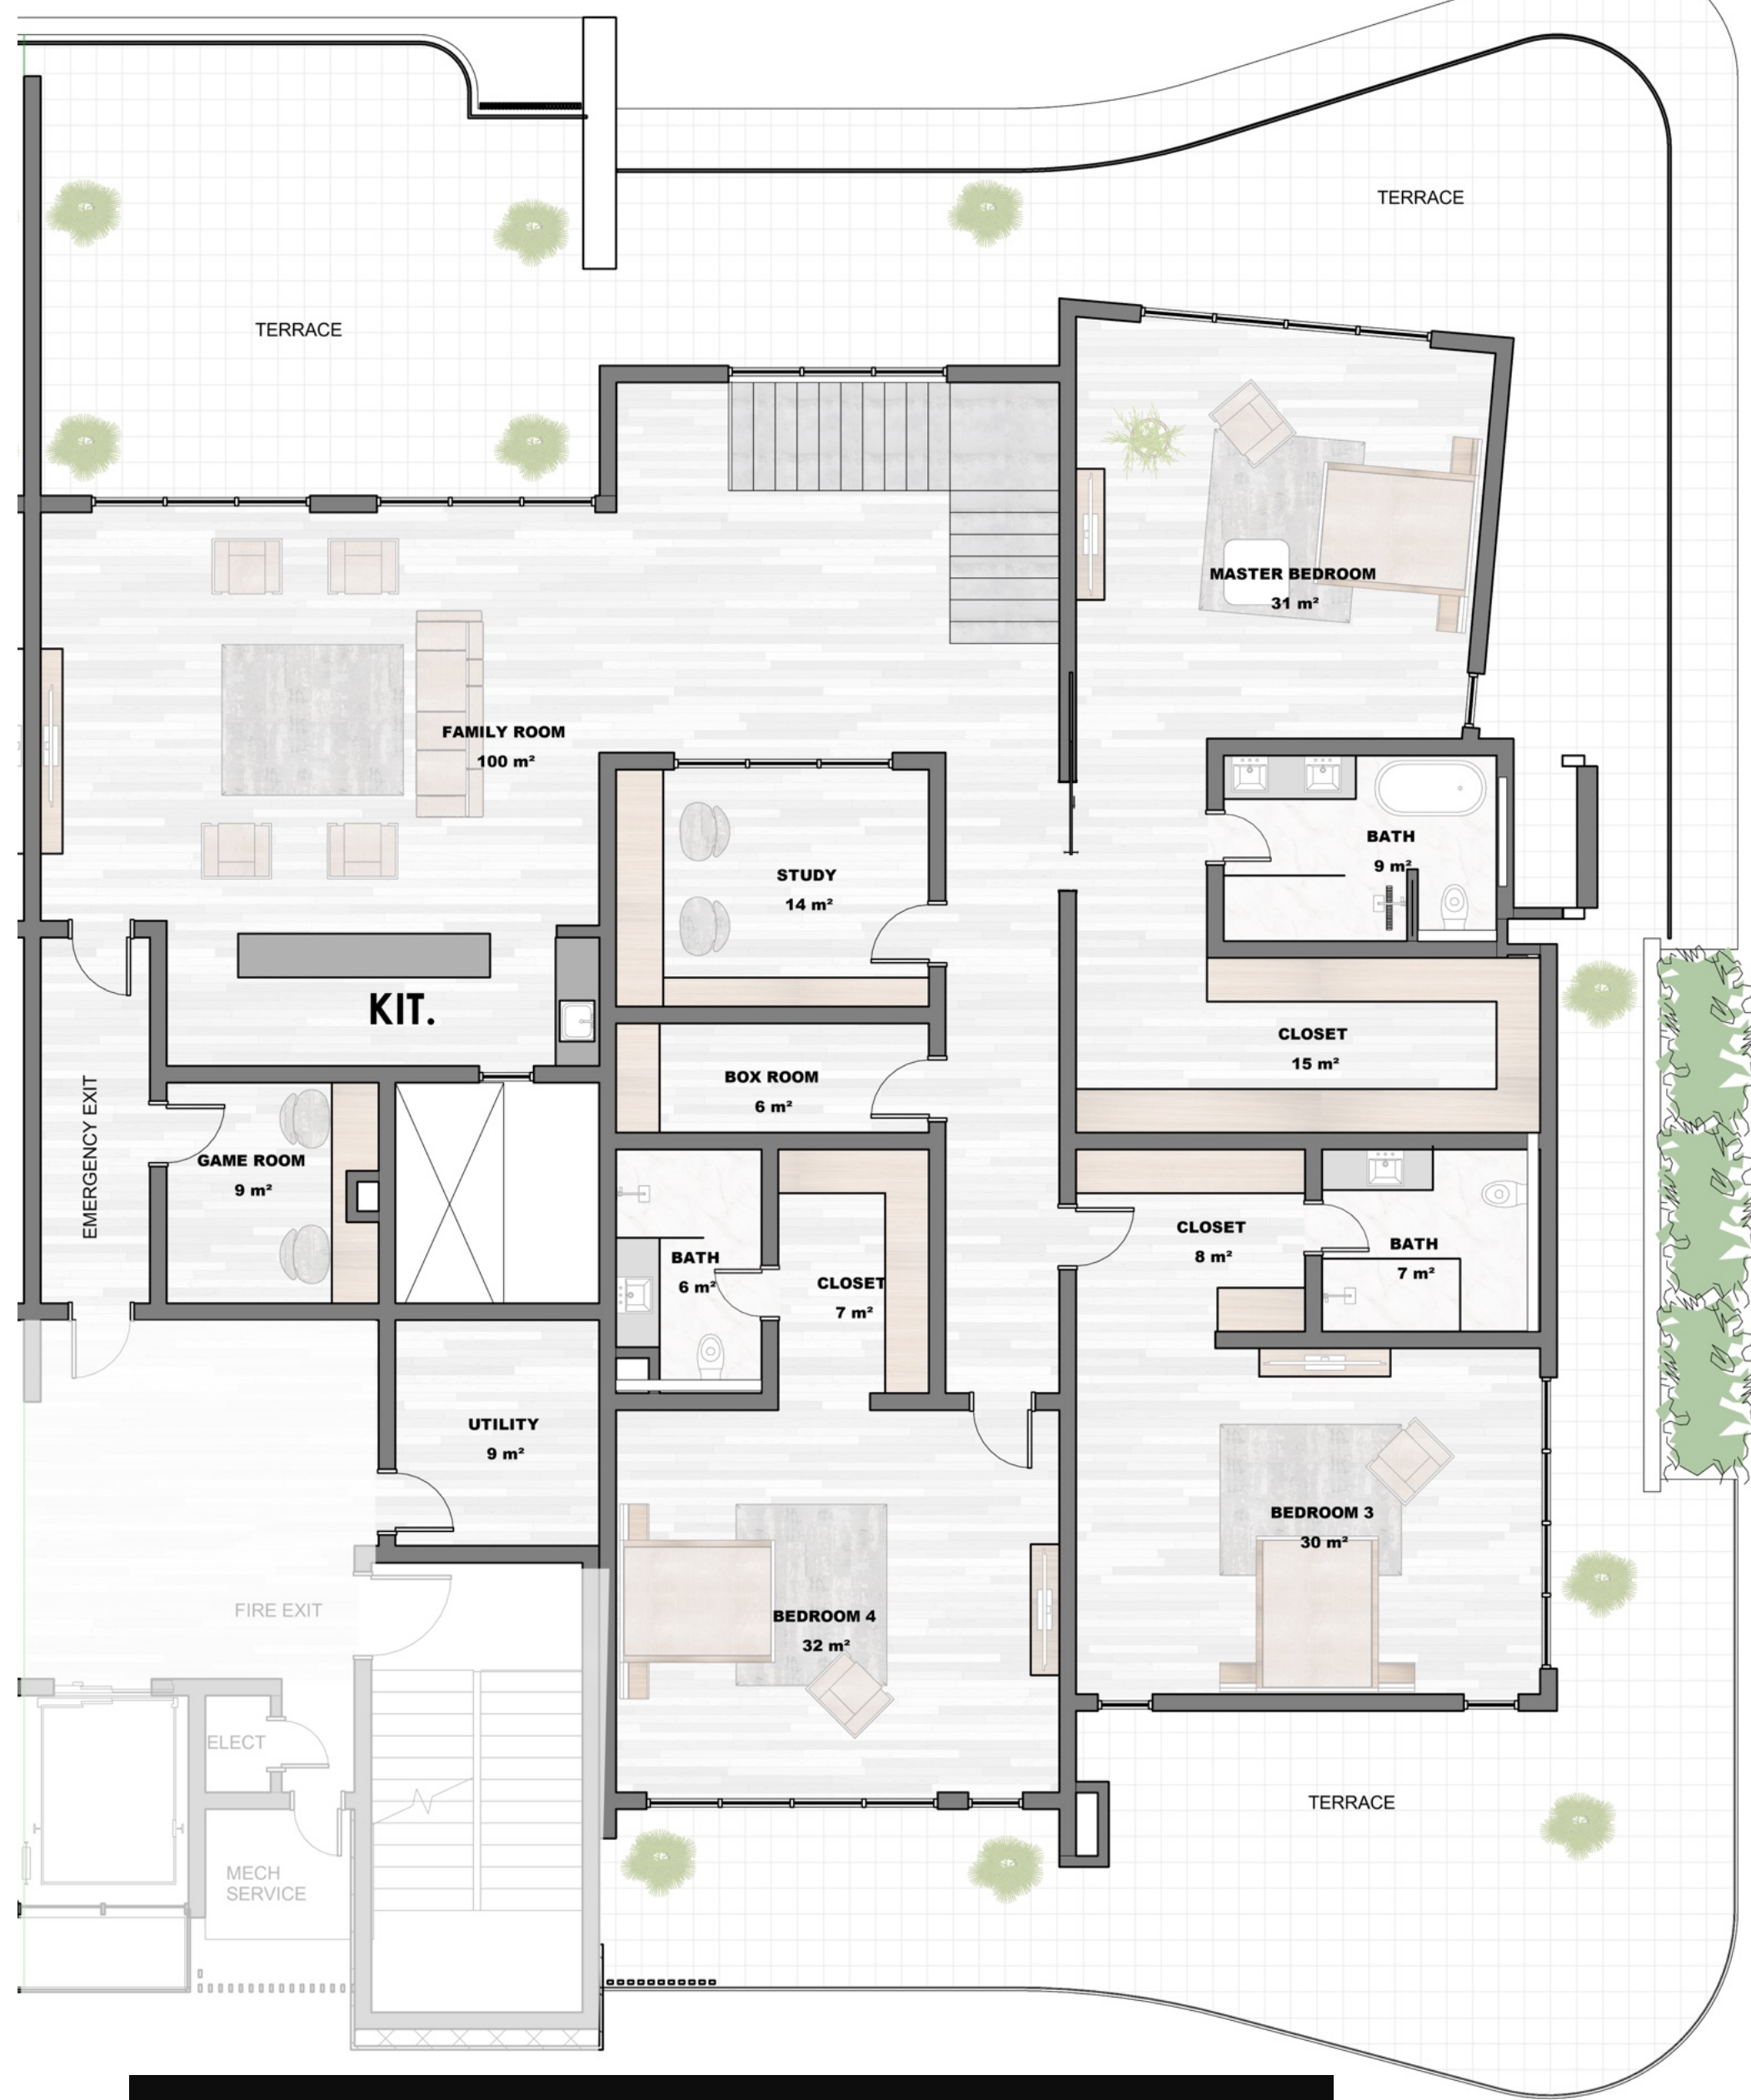 TERRACE
TERRACE
MASTER BEDROOM
31 m²
FAMILY ROOM
100 m²
BATH
9 m²
STUDY
14 m²
KIT.
CLOSET
15 m²
BOX ROOM
6 m²
EMERGENCY EXIT
GAME ROOM
9 m²
CLOSET
8 m²
BATH
7 m²
BATH
6 m²
CLOSET
7 m²
UTILITY
9 m²
BEDROOM 3
30 m²
FIRE EXIT
BEDROOM 4
32 m²
ELECT
TERRACE
MECH
SERVICE